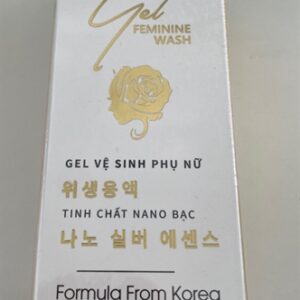 Gel
FEMININE
WASH
GEL VỆ SINH PHỤ NỮ
위생용액
TINH CHẤT NANO BẠC
나노 실버 에센스
Formula From Korea